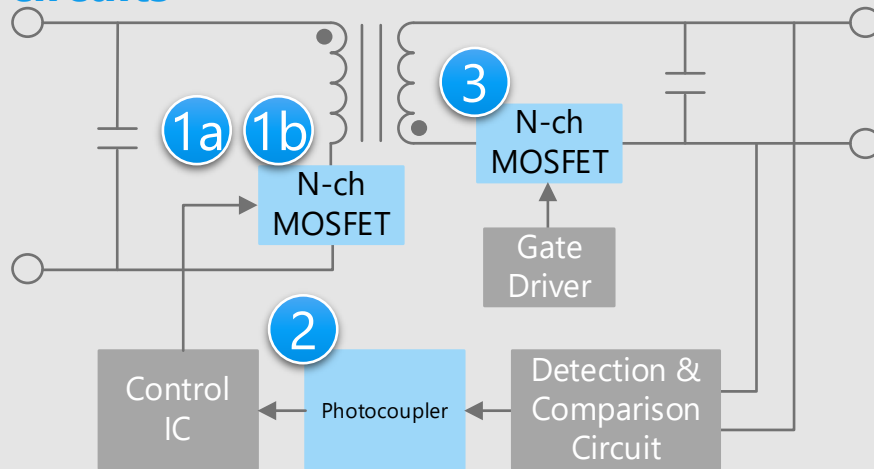 1a
1b
3
N-ch
MOSFET
N-ch
MOSFET
Gate
Driver
2
Control
IC
Photocoupler
Detection &
Comparison
Circuit